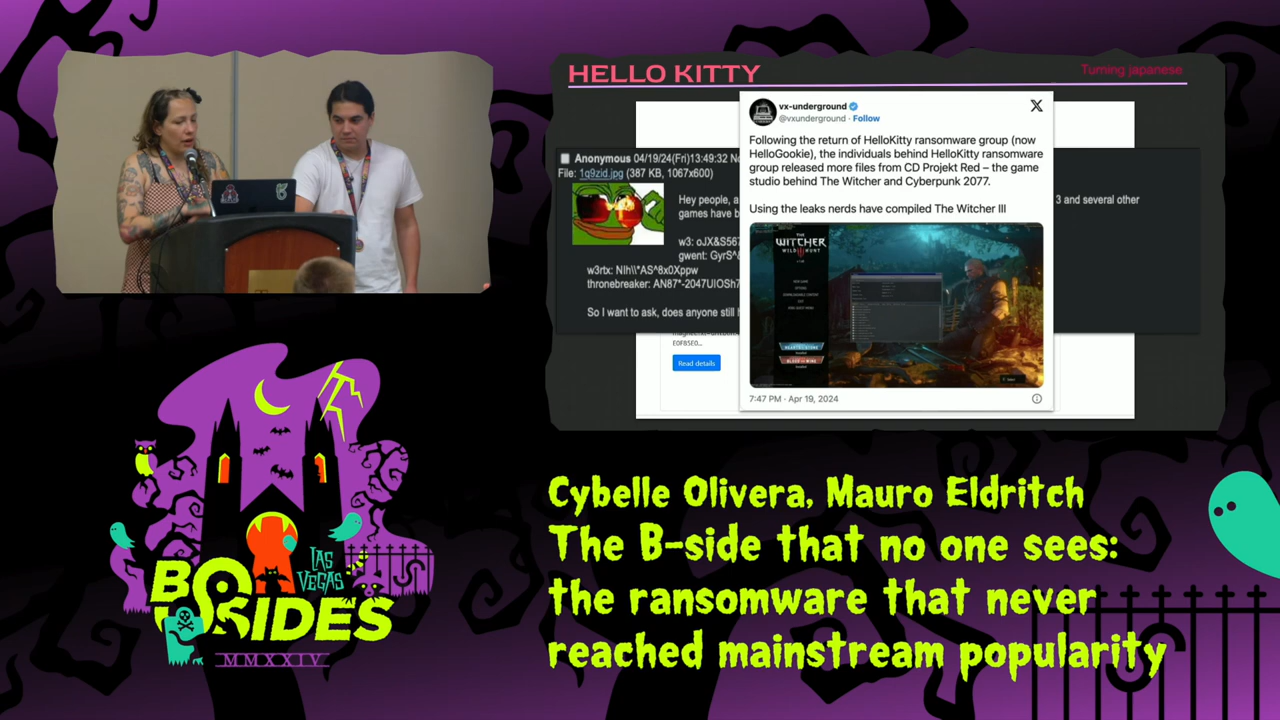 HELLO KITTY
Turning japanese
vx-underground
@vxunderground · Follow
Following the return of HelloKitty ransomware group (now
HelloGookie), the individuals behind HelloKitty ransomware
group released more files from CD Projekt Red – the game
studio behind The Witcher and Cyberpunk 2077.
Using the leaks nerds have compiled The Witcher III
THE
WITCHER
WILD HUNT
7:47 PM · Apr 19, 2024
Anonymous 04/19/24(Fri)13:49:32
File: 1g9zid.jpg (387 KB, 1067x600)
Hey people, a
3 and several other
games have b
w3: oJX&S567
gwent: GyrS^
w3rtx: NIh\\*AS^8x0Xppw
thronebreaker: AN87*-2047UIOSh7
So I want to ask, does anyone still
Read details
LAS
VEGAS
BSIDES
MMXXIV
Cybelle Olivera, Mauro Eldritch
The B-side that no one sees:
the ransomware that never
reached mainstream popularity